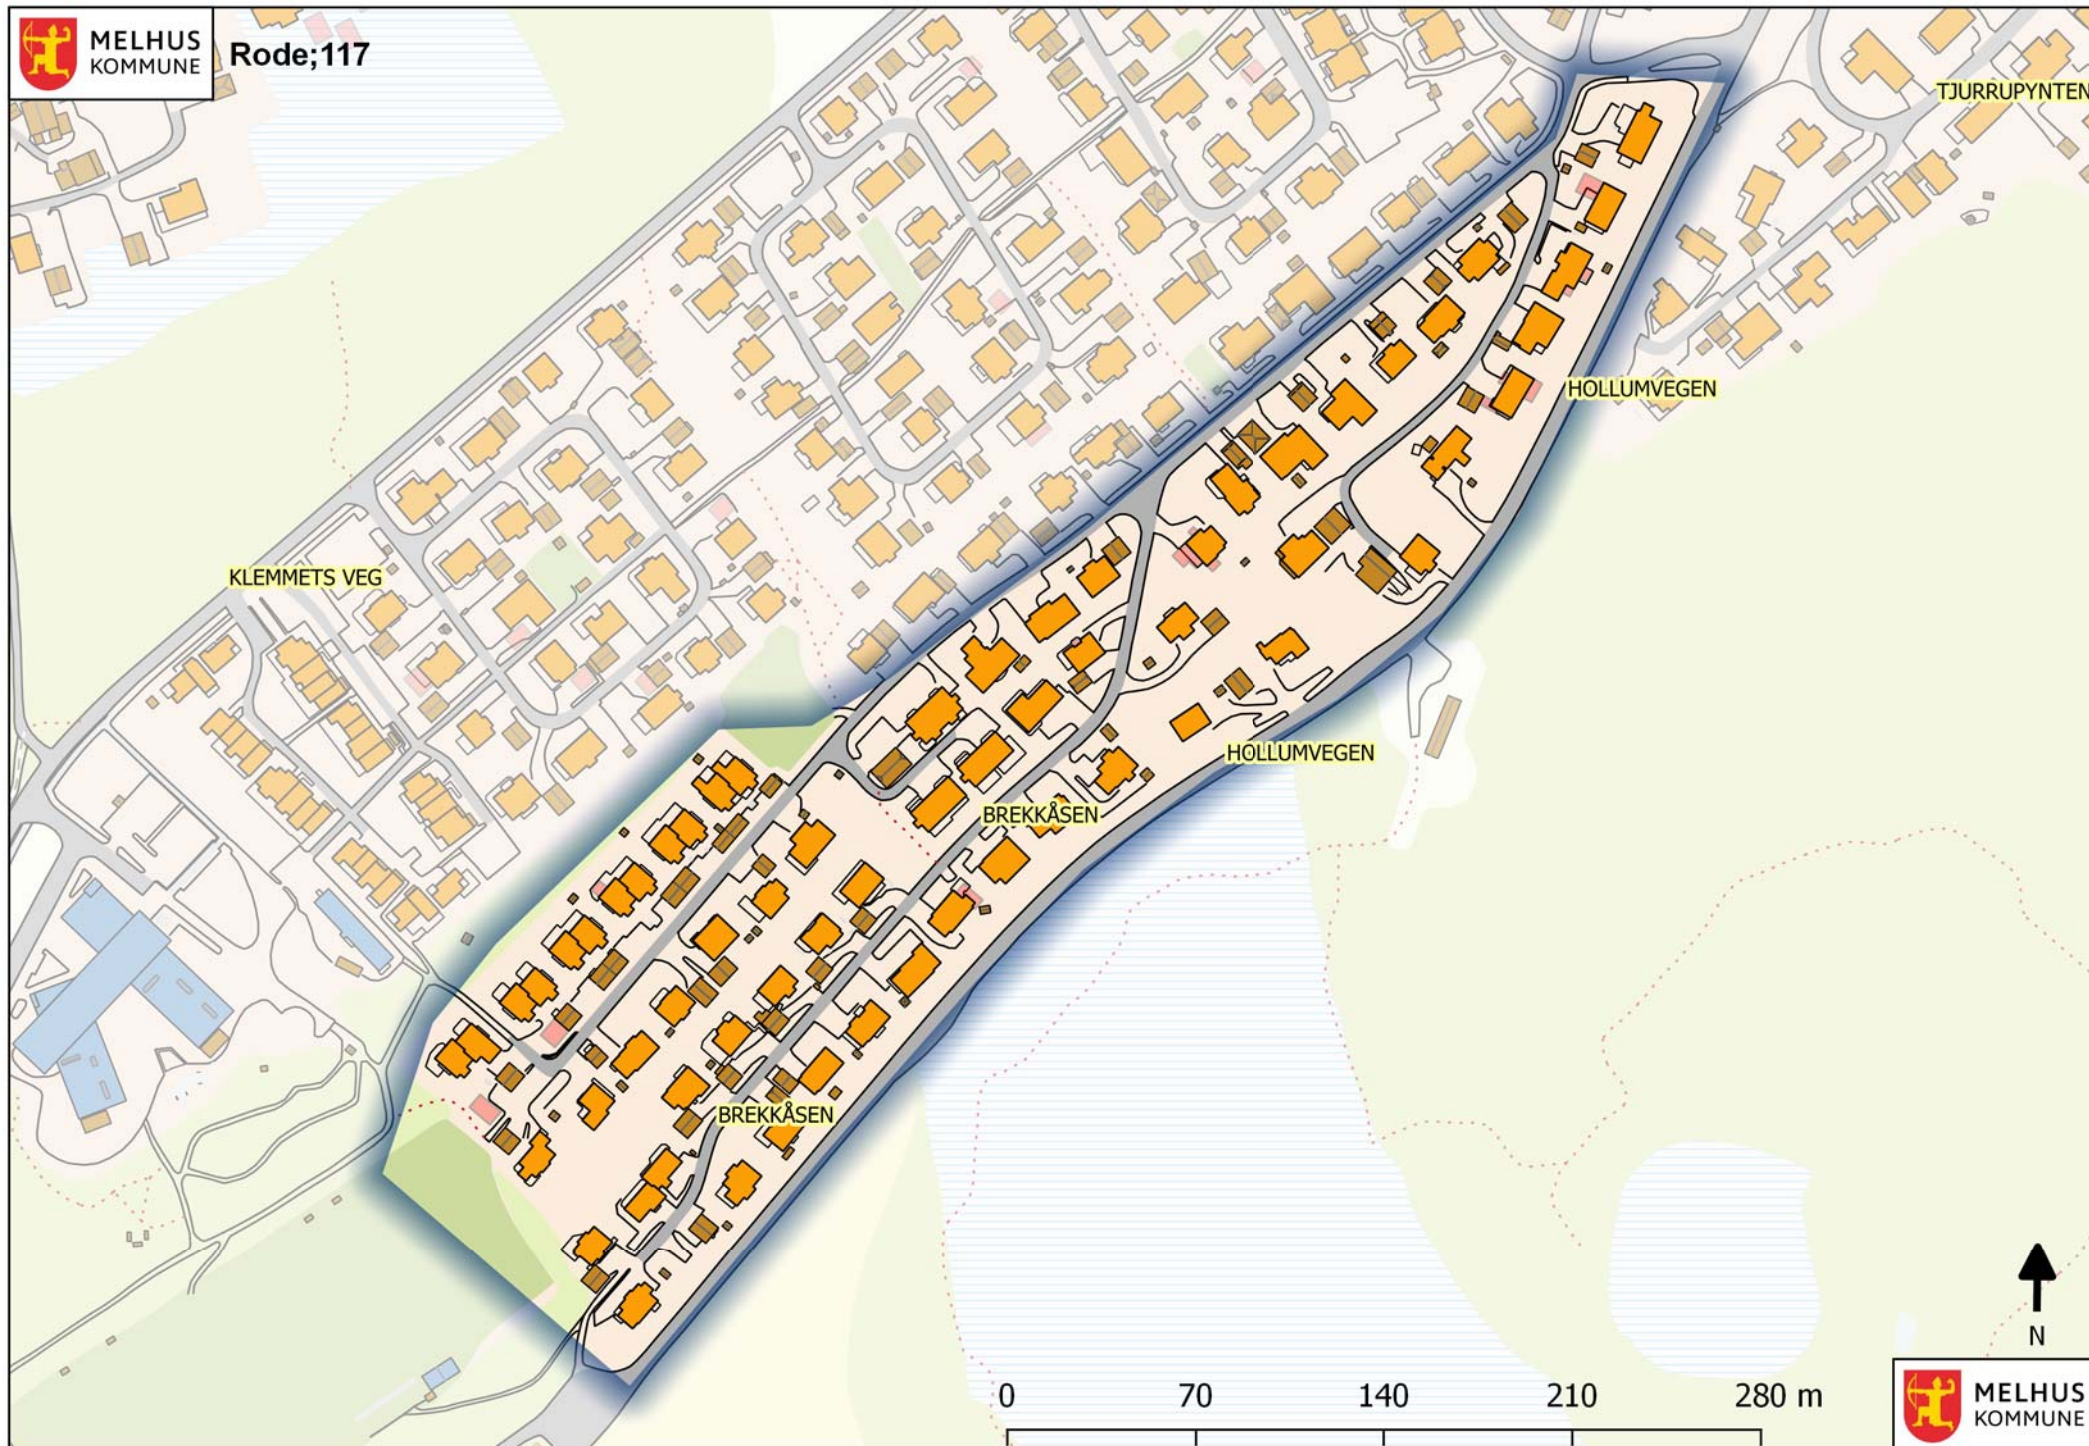 MELHUS
KOMMUNE
Rode;117
TJURRUPYNTEN
HOLLUMVEGEN
KLEMMETS VEG
HOLLUMVEGEN
BREKKÅSEN
BREKKÅSEN
N
0 70 140 210 280 m
MELHUS
KOMMUNE